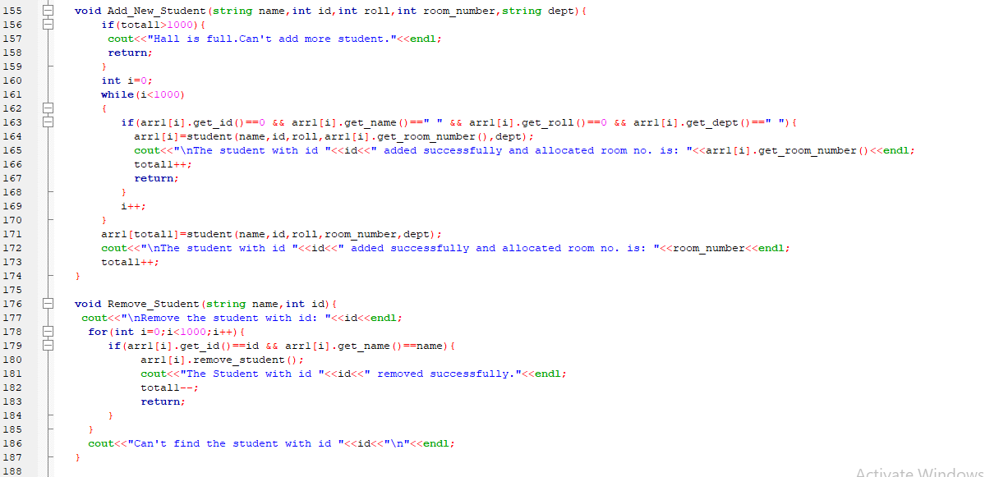 155 void Add_New_Student(string name,int id,int roll,int room_number,string dept){
156 if(total1>1000){
157 cout<<"Hall is full.Can't add more student."<<endl;
158 return;
159 }
160 int i=0;
161 while(i<1000)
162 {
163 if(arr1[i].get_id()==0 && arr1[i].get_name()==" " && arr1[i].get_roll()==0 && arr1[i].get_dept()==" "){
164 arr1[i]=student(name,id,roll,arr1[i].get_room_number(),dept);
165 cout<<"\nThe student with id "<<id<<" added successfully and allocated room no. is: "<<arr1[i].get_room_number()<<endl;
166 total1++;
167 return;
168 }
169 i++;
170 }
171 arr1[total1]=student(name,id,roll,room_number,dept);
172 cout<<"\nThe student with id "<<id<<" added successfully and allocated room no. is: "<<room_number<<endl;
173 total1++;
174 }
175
176 void Remove_Student(string name,int id){
177 cout<<"\nRemove the student with id: "<<id<<endl;
178 for(int i=0;i<1000;i++){
179 if(arr1[i].get_id()==id && arr1[i].get_name()==name){
180 arr1[i].remove_student();
181 cout<<"The Student with id "<<id<<" removed successfully."<<endl;
182 total1--;
183 return;
184 }
185 }
186 cout<<"Can't find the student with id "<<id<<"\n"<<endl;
187 }
188
Activate Windows